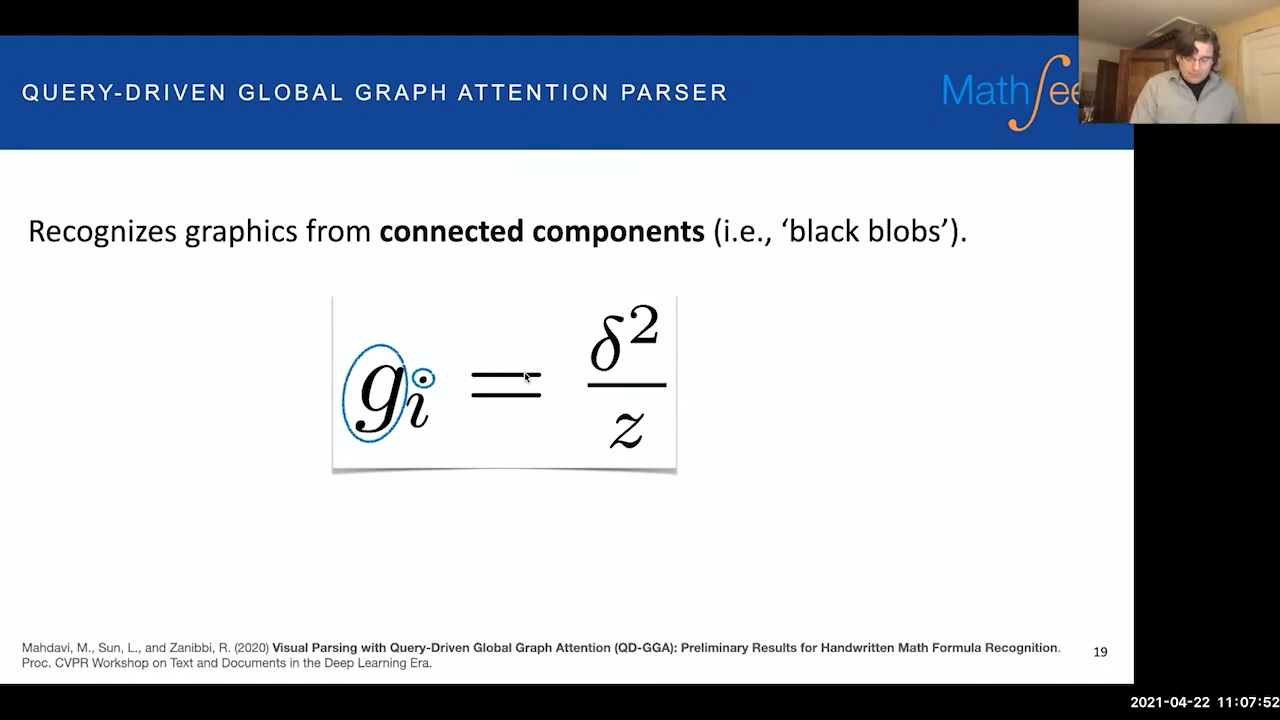 QUERY-DRIVEN GLOBAL GRAPH ATTENTION PARSER
Math∫ee
Recognizes graphics from connected components (i.e., ‘black blobs’).
g_i = δ^2 / z
Mahdavi, M., Sun, L., and Zanibbi, R. (2020) Visual Parsing with Query-Driven Global Graph Attention (QD-GGA): Preliminary Results for Handwritten Math Formula Recognition.
Proc. CVPR Workshop on Text and Documents in the Deep Learning Era.
19
2021-04-22 11:07:52